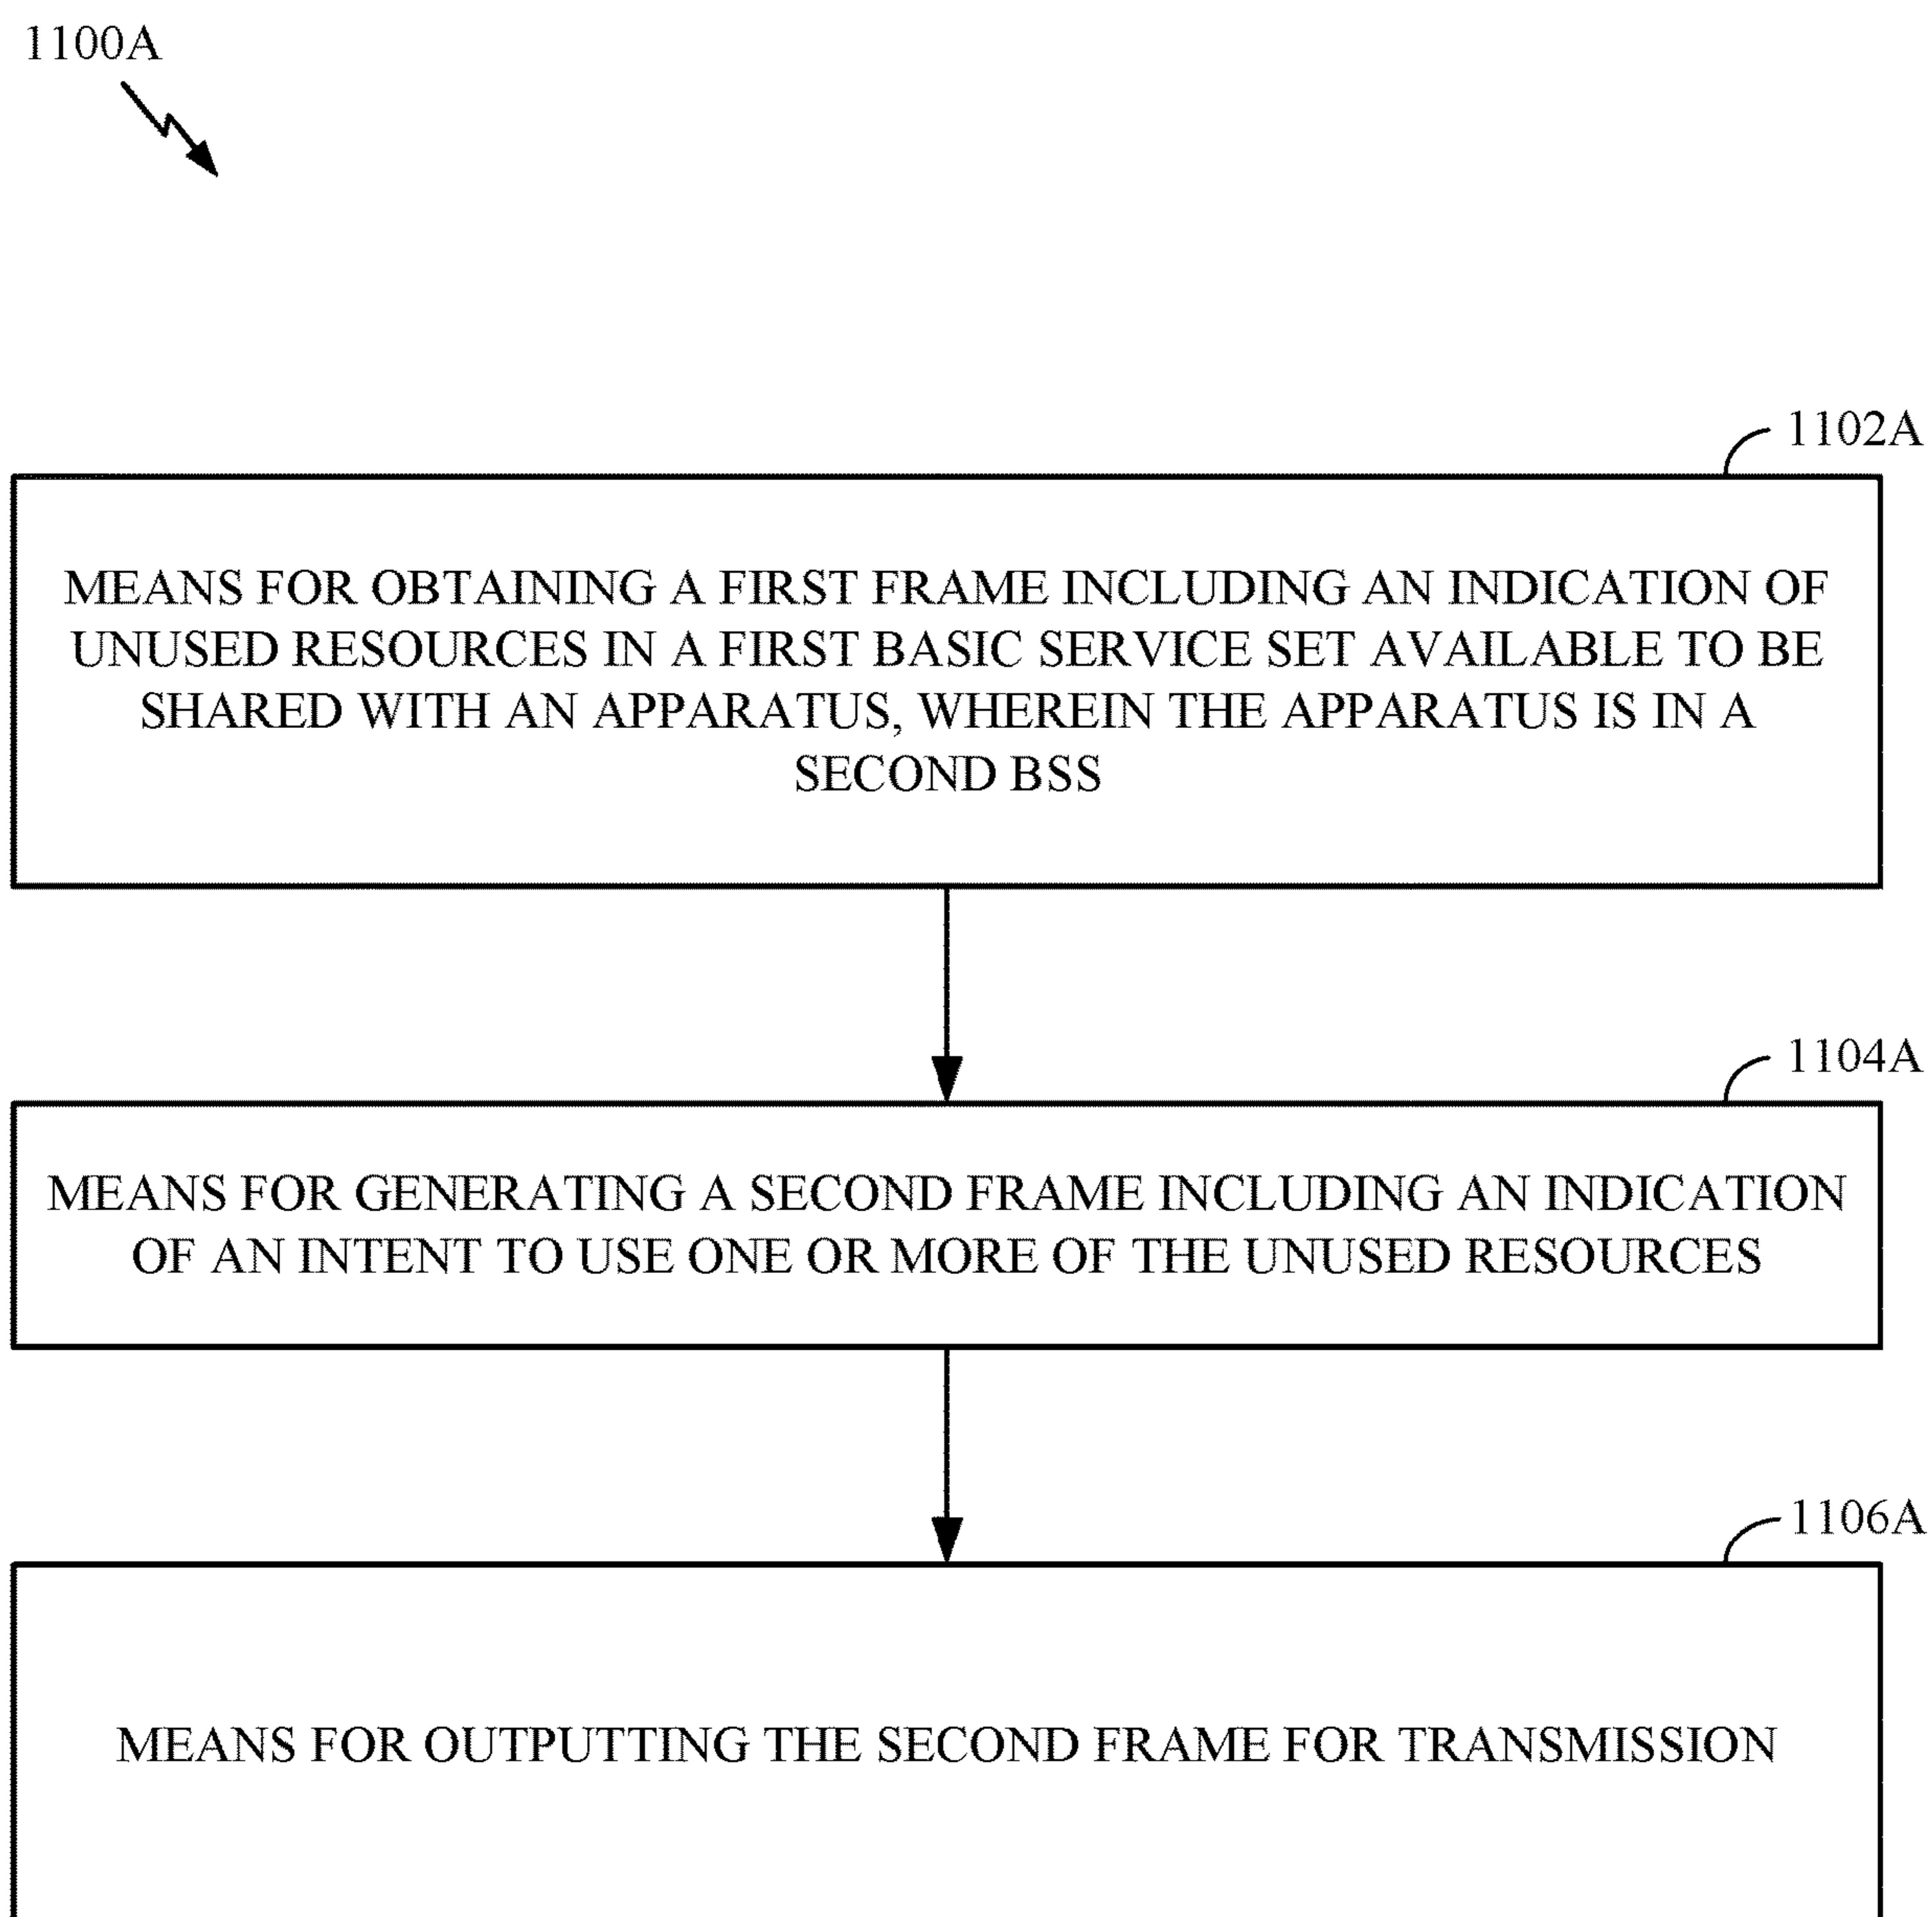 1100A
1102A
MEANS FOR OBTAINING A FIRST FRAME INCLUDING AN INDICATION OF
UNUSED RESOURCES IN A FIRST BASIC SERVICE SET AVAILABLE TO BE
SHARED WITH AN APPARATUS, WHEREIN THE APPARATUS IS IN A
SECOND BSS
1104A
MEANS FOR GENERATING A SECOND FRAME INCLUDING AN INDICATION
OF AN INTENT TO USE ONE OR MORE OF THE UNUSED RESOURCES
1106A
MEANS FOR OUTPUTTING THE SECOND FRAME FOR TRANSMISSION